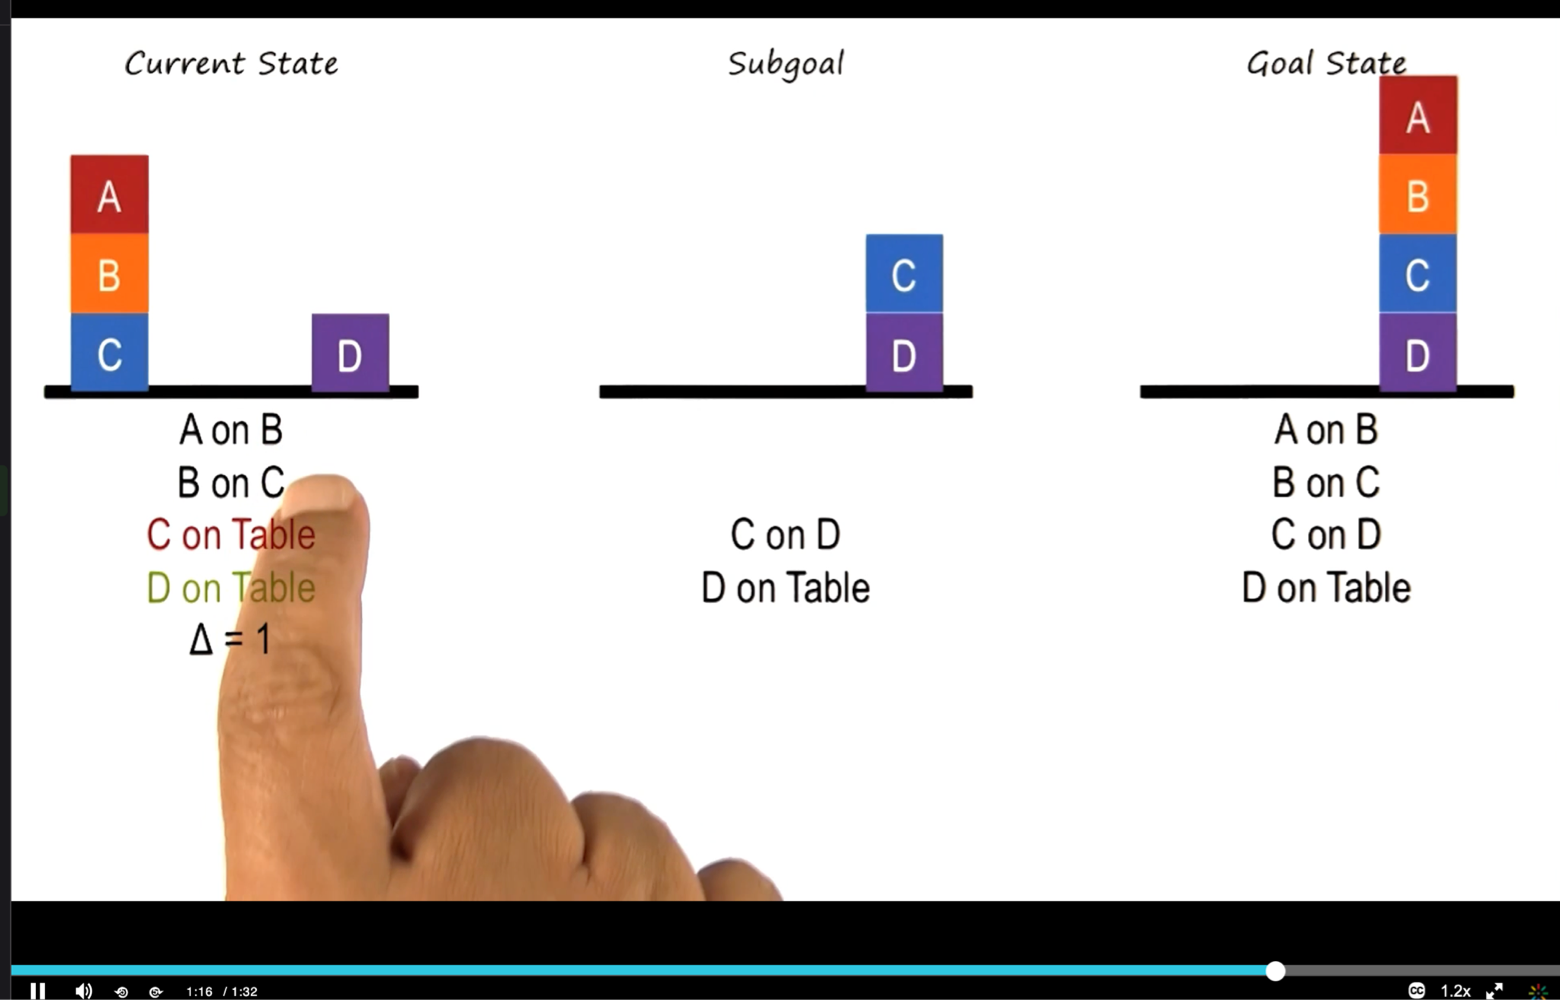 Current State
Subgoal
Goal State
A
B
C
D
C
D
A
B
C
D
A on B
B on C
C on Table
D on Table
Δ = 1
C on D
D on Table
A on B
B on C
C on D
D on Table
1:16 / 1:32
CC
1.2x